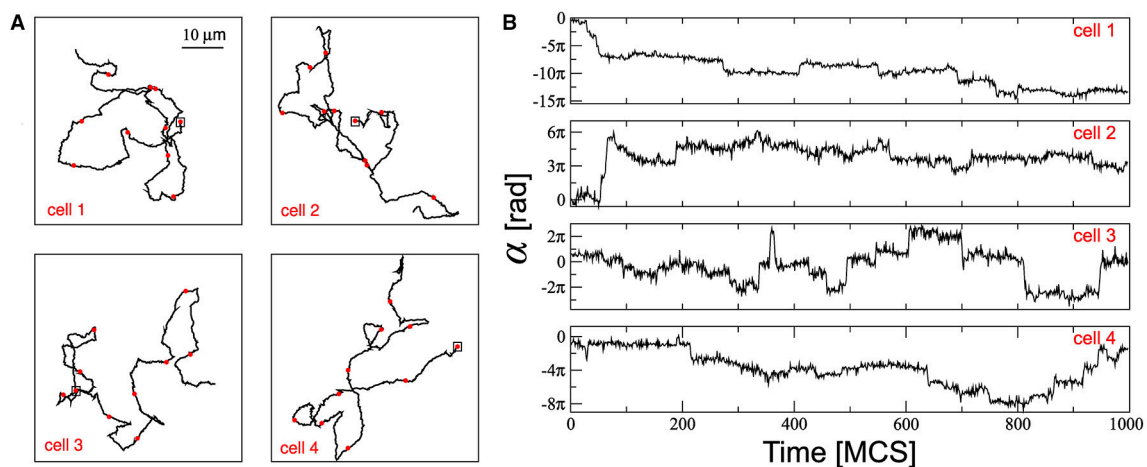 A
10 μm
cell 1
cell 2
cell 3
cell 4
B
α [rad]
0
-5π
-10π
-15π
cell 1
6π
3π
0
cell 2
2π
0
-2π
cell 3
0
-4π
-8π
cell 4
0 200 400 600 800 1000
Time [MCS]